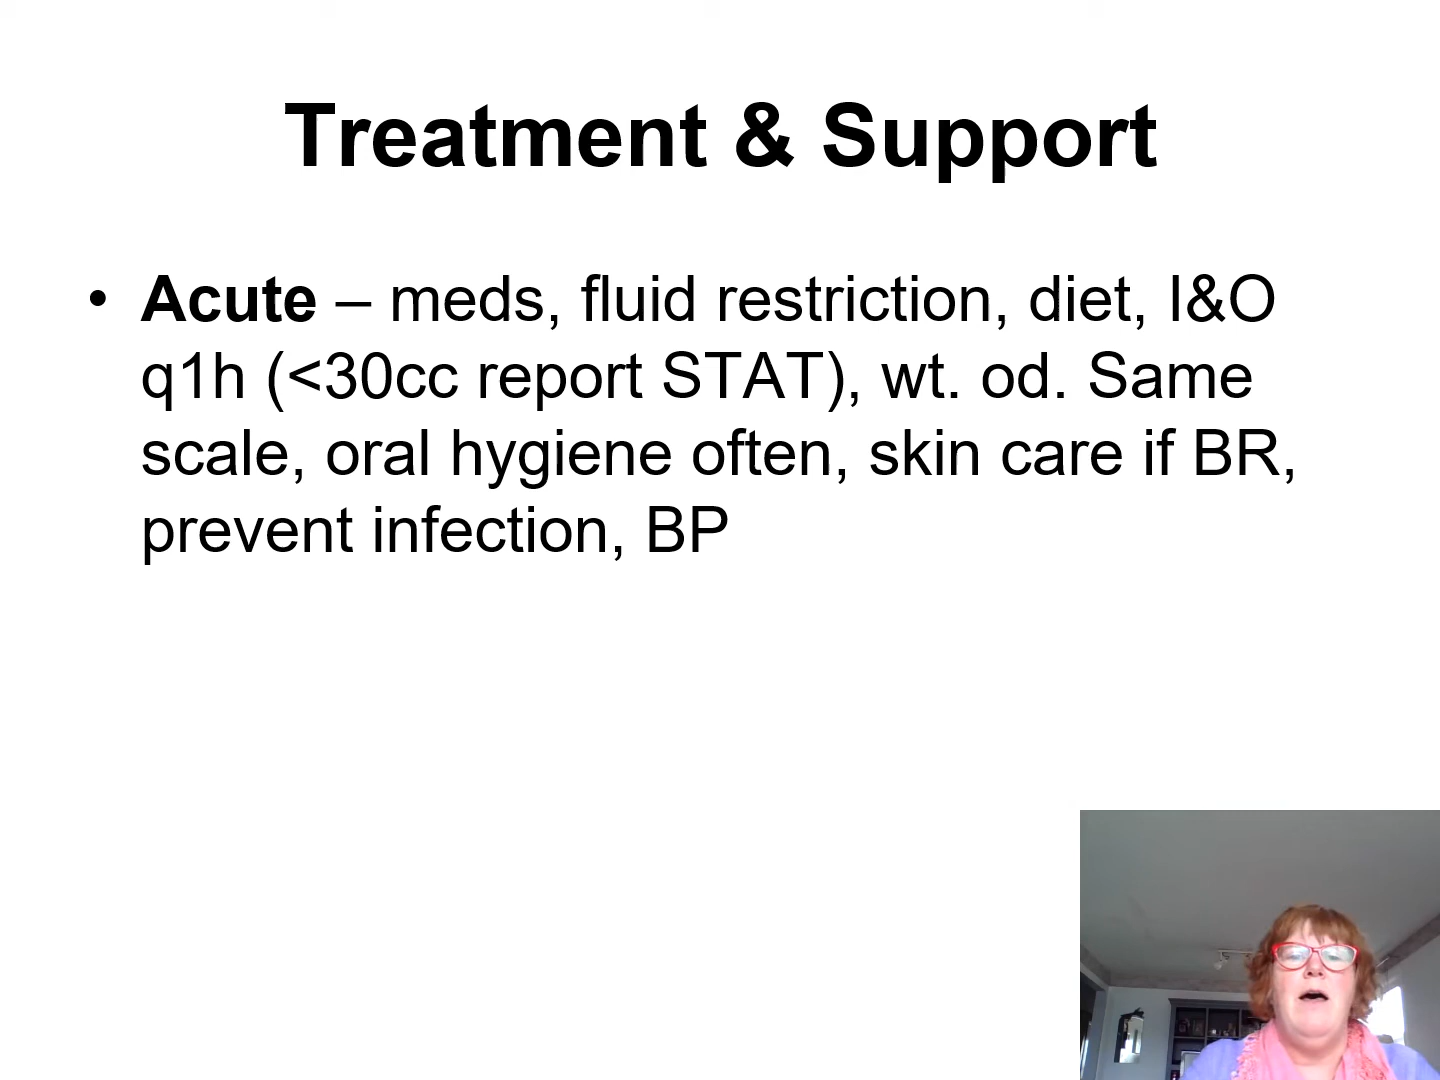 Treatment & Support
• Acute – meds, fluid restriction, diet, I&O
q1h (<30cc report STAT), wt. od. Same
scale, oral hygiene often, skin care if BR,
prevent infection, BP